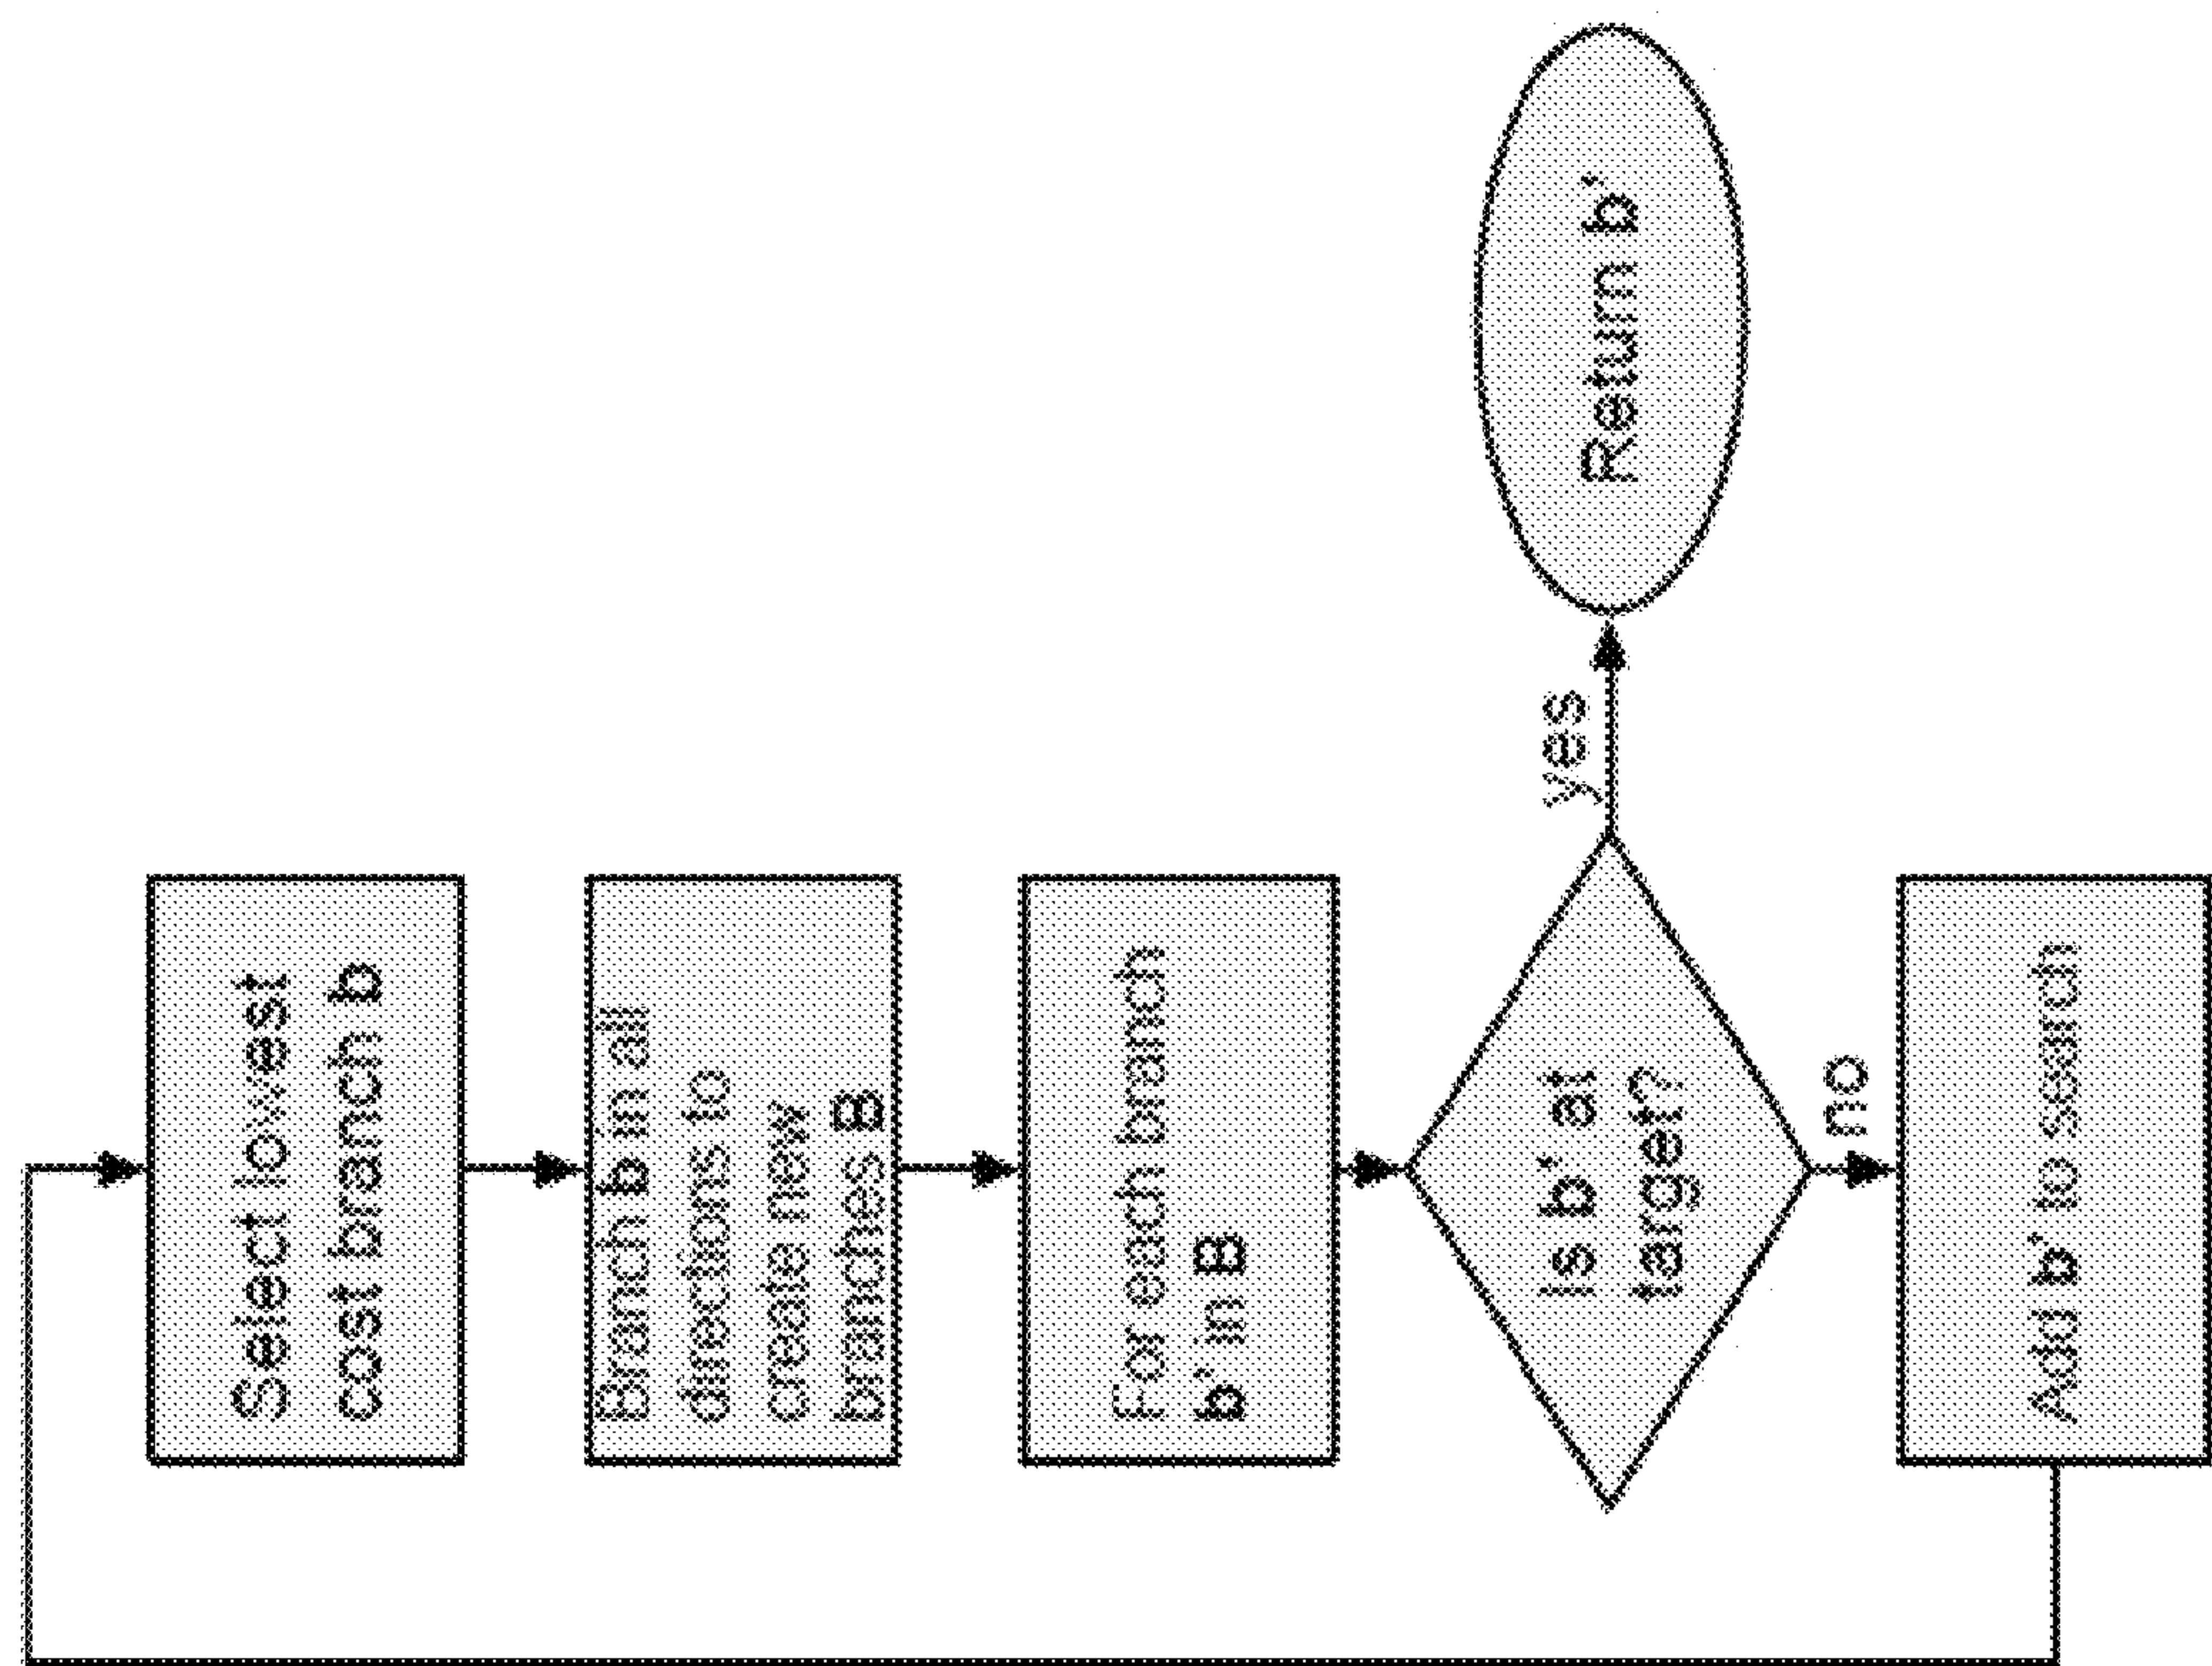 Select lowest
cost branch b
Branch b in all
directions to
create new
branches B
For each branch
b' in B
Is b' at
target?
yes
Return b'
no
Add b' to search